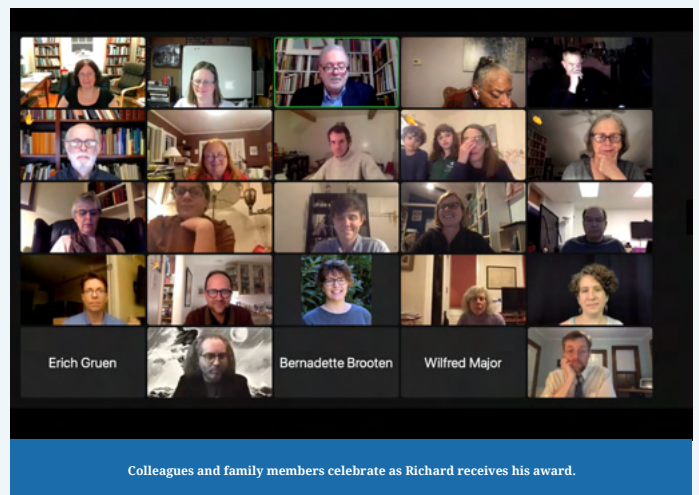 Erich Gruen
Bernadette Brooten
Wilfred Major
Colleagues and family members celebrate as Richard receives his award.